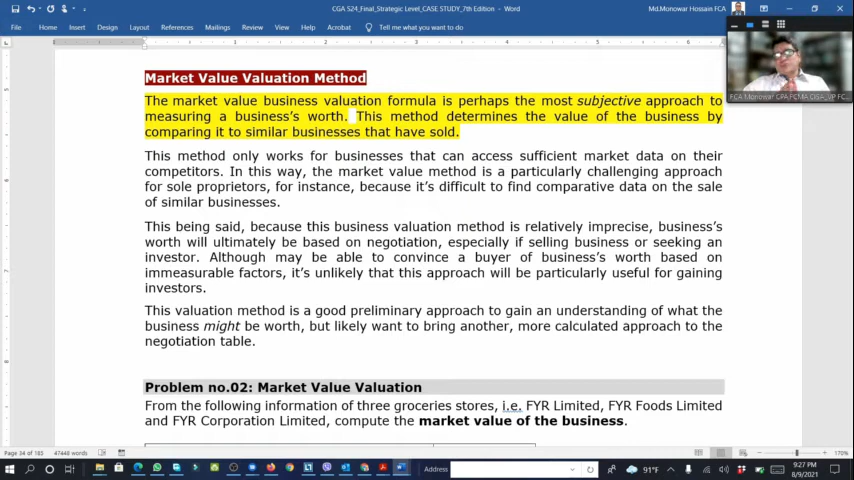 CGA S24_Final_Strategic Level_CASE STUDY_7th Edition - Word
Md.Monowar Hossain FCA
File Home Insert Design Layout References Mailings Review View Help Acrobat Tell me what you want to do
Market Value Valuation Method
The market value business valuation formula is perhaps the most subjective approach to
measuring a business's worth. This method determines the value of the business by
comparing it to similar businesses that have sold.
This method only works for businesses that can access sufficient market data on their
competitors. In this way, the market value method is a particularly challenging approach
for sole proprietors, for instance, because it's difficult to find comparative data on the sale
of similar businesses.
This being said, because this business valuation method is relatively imprecise, business's
worth will ultimately be based on negotiation, especially if selling business or seeking an
investor. Although may be able to convince a buyer of business's worth based on
immeasurable factors, it's unlikely that this approach will be particularly useful for gaining
investors.
This valuation method is a good preliminary approach to gain an understanding of what the
business might be worth, but likely want to bring another, more calculated approach to the
negotiation table.
Problem no.02: Market Value Valuation
From the following information of three groceries stores, i.e. FYR Limited, FYR Foods Limited
and FYR Corporation Limited, compute the market value of the business.
FCA Monowar CPA FCMA CISA_VP FC...
Page 34 of 183 47448 words
170%
Address
91°F
9:27 PM
8/9/2021